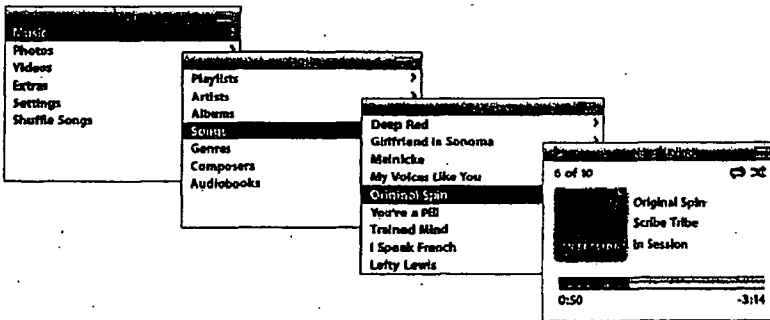 Music
Photos
Videos
Extras
Settings
Shuffle Songs
Playlists
Artists
Albums
Songs
Genres
Composers
Audiobooks
Deep Red
Girlfriend in Sonoma
Meinicke
My Voices Like You
Original Spin
You're a Pill
Trained Mind
I Speak French
Lefty Lewis
6 of 10
Original Spin
Scribe Tribe
In Session
0:50
-3:14